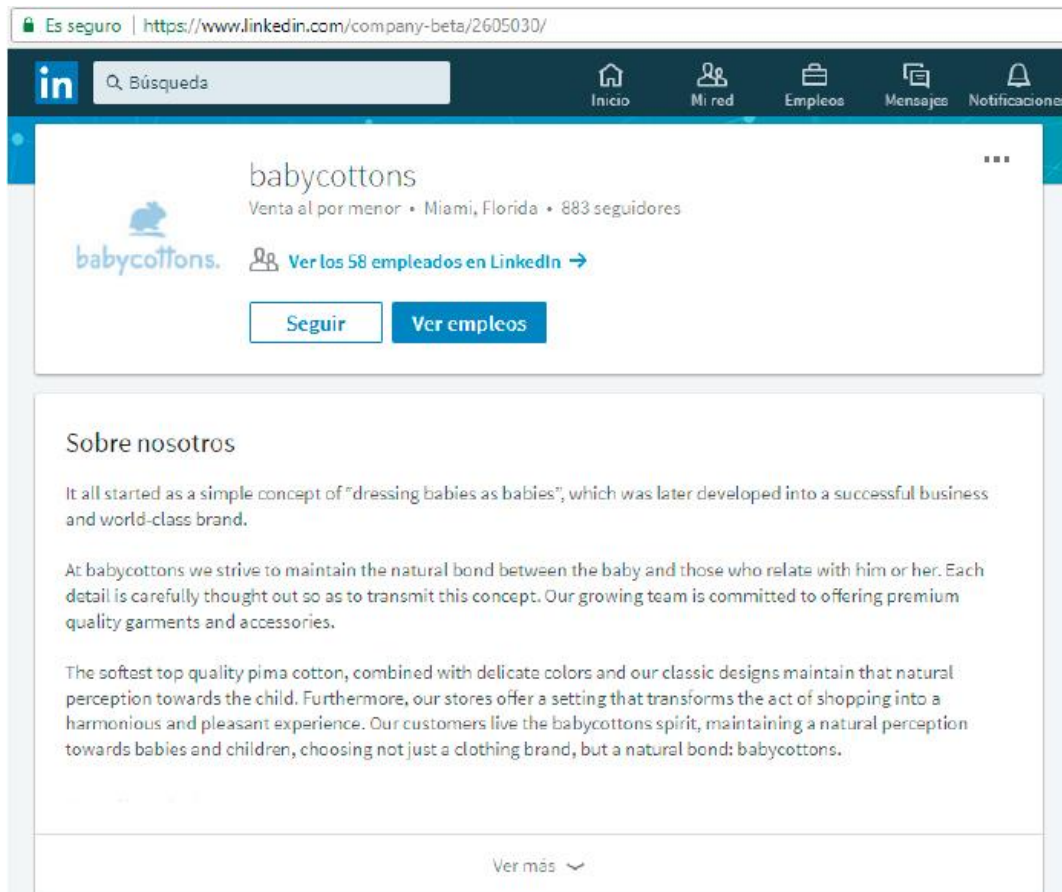 Es seguro | https://www.linkedin.com/company-beta/2605030/
in Búsqueda Inicio Mi red Empleos Mensajes Notificacione
babycottons
Venta al por menor • Miami, Florida • 883 seguidores
babycottons.
Ver los 58 empleados en LinkedIn →
Seguir Ver empleos
Sobre nosotros
It all started as a simple concept of "dressing babies as babies", which was later developed into a successful business
and world-class brand.
At babycottons we strive to maintain the natural bond between the baby and those who relate with him or her. Each
detail is carefully thought out so as to transmit this concept. Our growing team is committed to offering premium
quality garments and accessories.
The softest top quality pima cotton, combined with delicate colors and our classic designs maintain that natural
perception towards the child. Furthermore, our stores offer a setting that transforms the act of shopping into a
harmonious and pleasant experience. Our customers live the babycottons spirit, maintaining a natural perception
towards babies and children, choosing not just a clothing brand, but a natural bond: babycottons.
Ver más